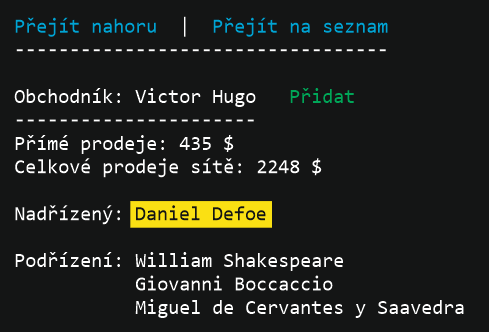 Přejít nahoru | Přejít na seznam
----------------------------------
Obchodník: Victor Hugo Přidat
----------------------
Přímé prodeje: 435 $
Celkové prodeje sítě: 2248 $
Nadřízený: Daniel Defoe
Podřízení: William Shakespeare
Giovanni Boccaccio
Miguel de Cervantes y Saavedra